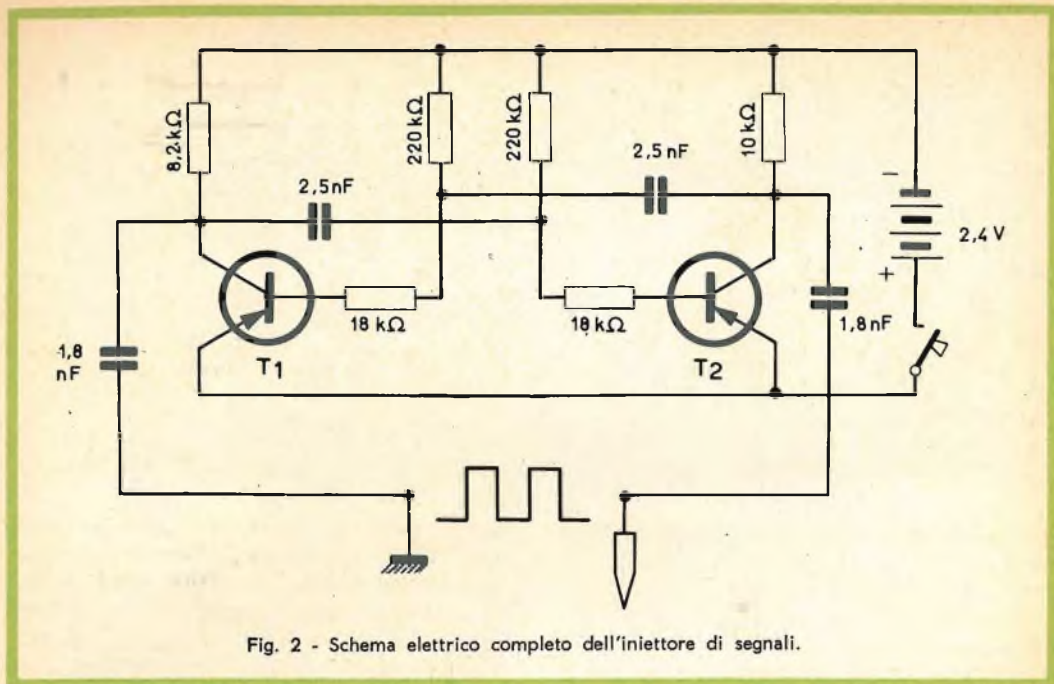 8,2 kΩ
220 kΩ
220 kΩ
10 kΩ
2,5 nF
2,5 nF
−
2,4 V
+
18 kΩ
18 kΩ
1,8 nF
1,8
nF
T1
T2
Fig. 2 - Schema elettrico completo dell'iniettore di segnali.